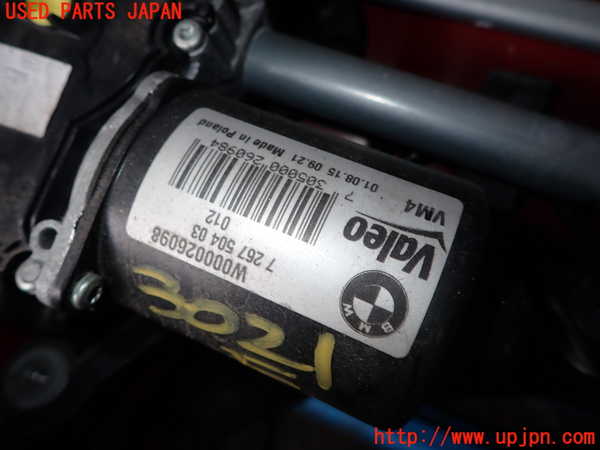 USED PARTS JAPAN
01.08.15 09.21 Made in Poland
7 305000 260984
VM4
Valeo
BMW
W000026098
7 267 504 03
012
3021
http://www.upjpn.com